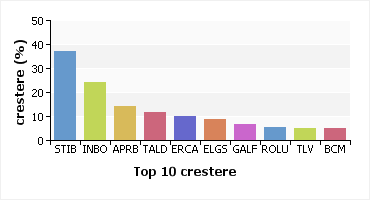 crestere (%)
50
40
30
20
10
0
STIB INBO APRB TALD ERCA ELGS GALF ROLU TLV BCM
Top 10 crestere